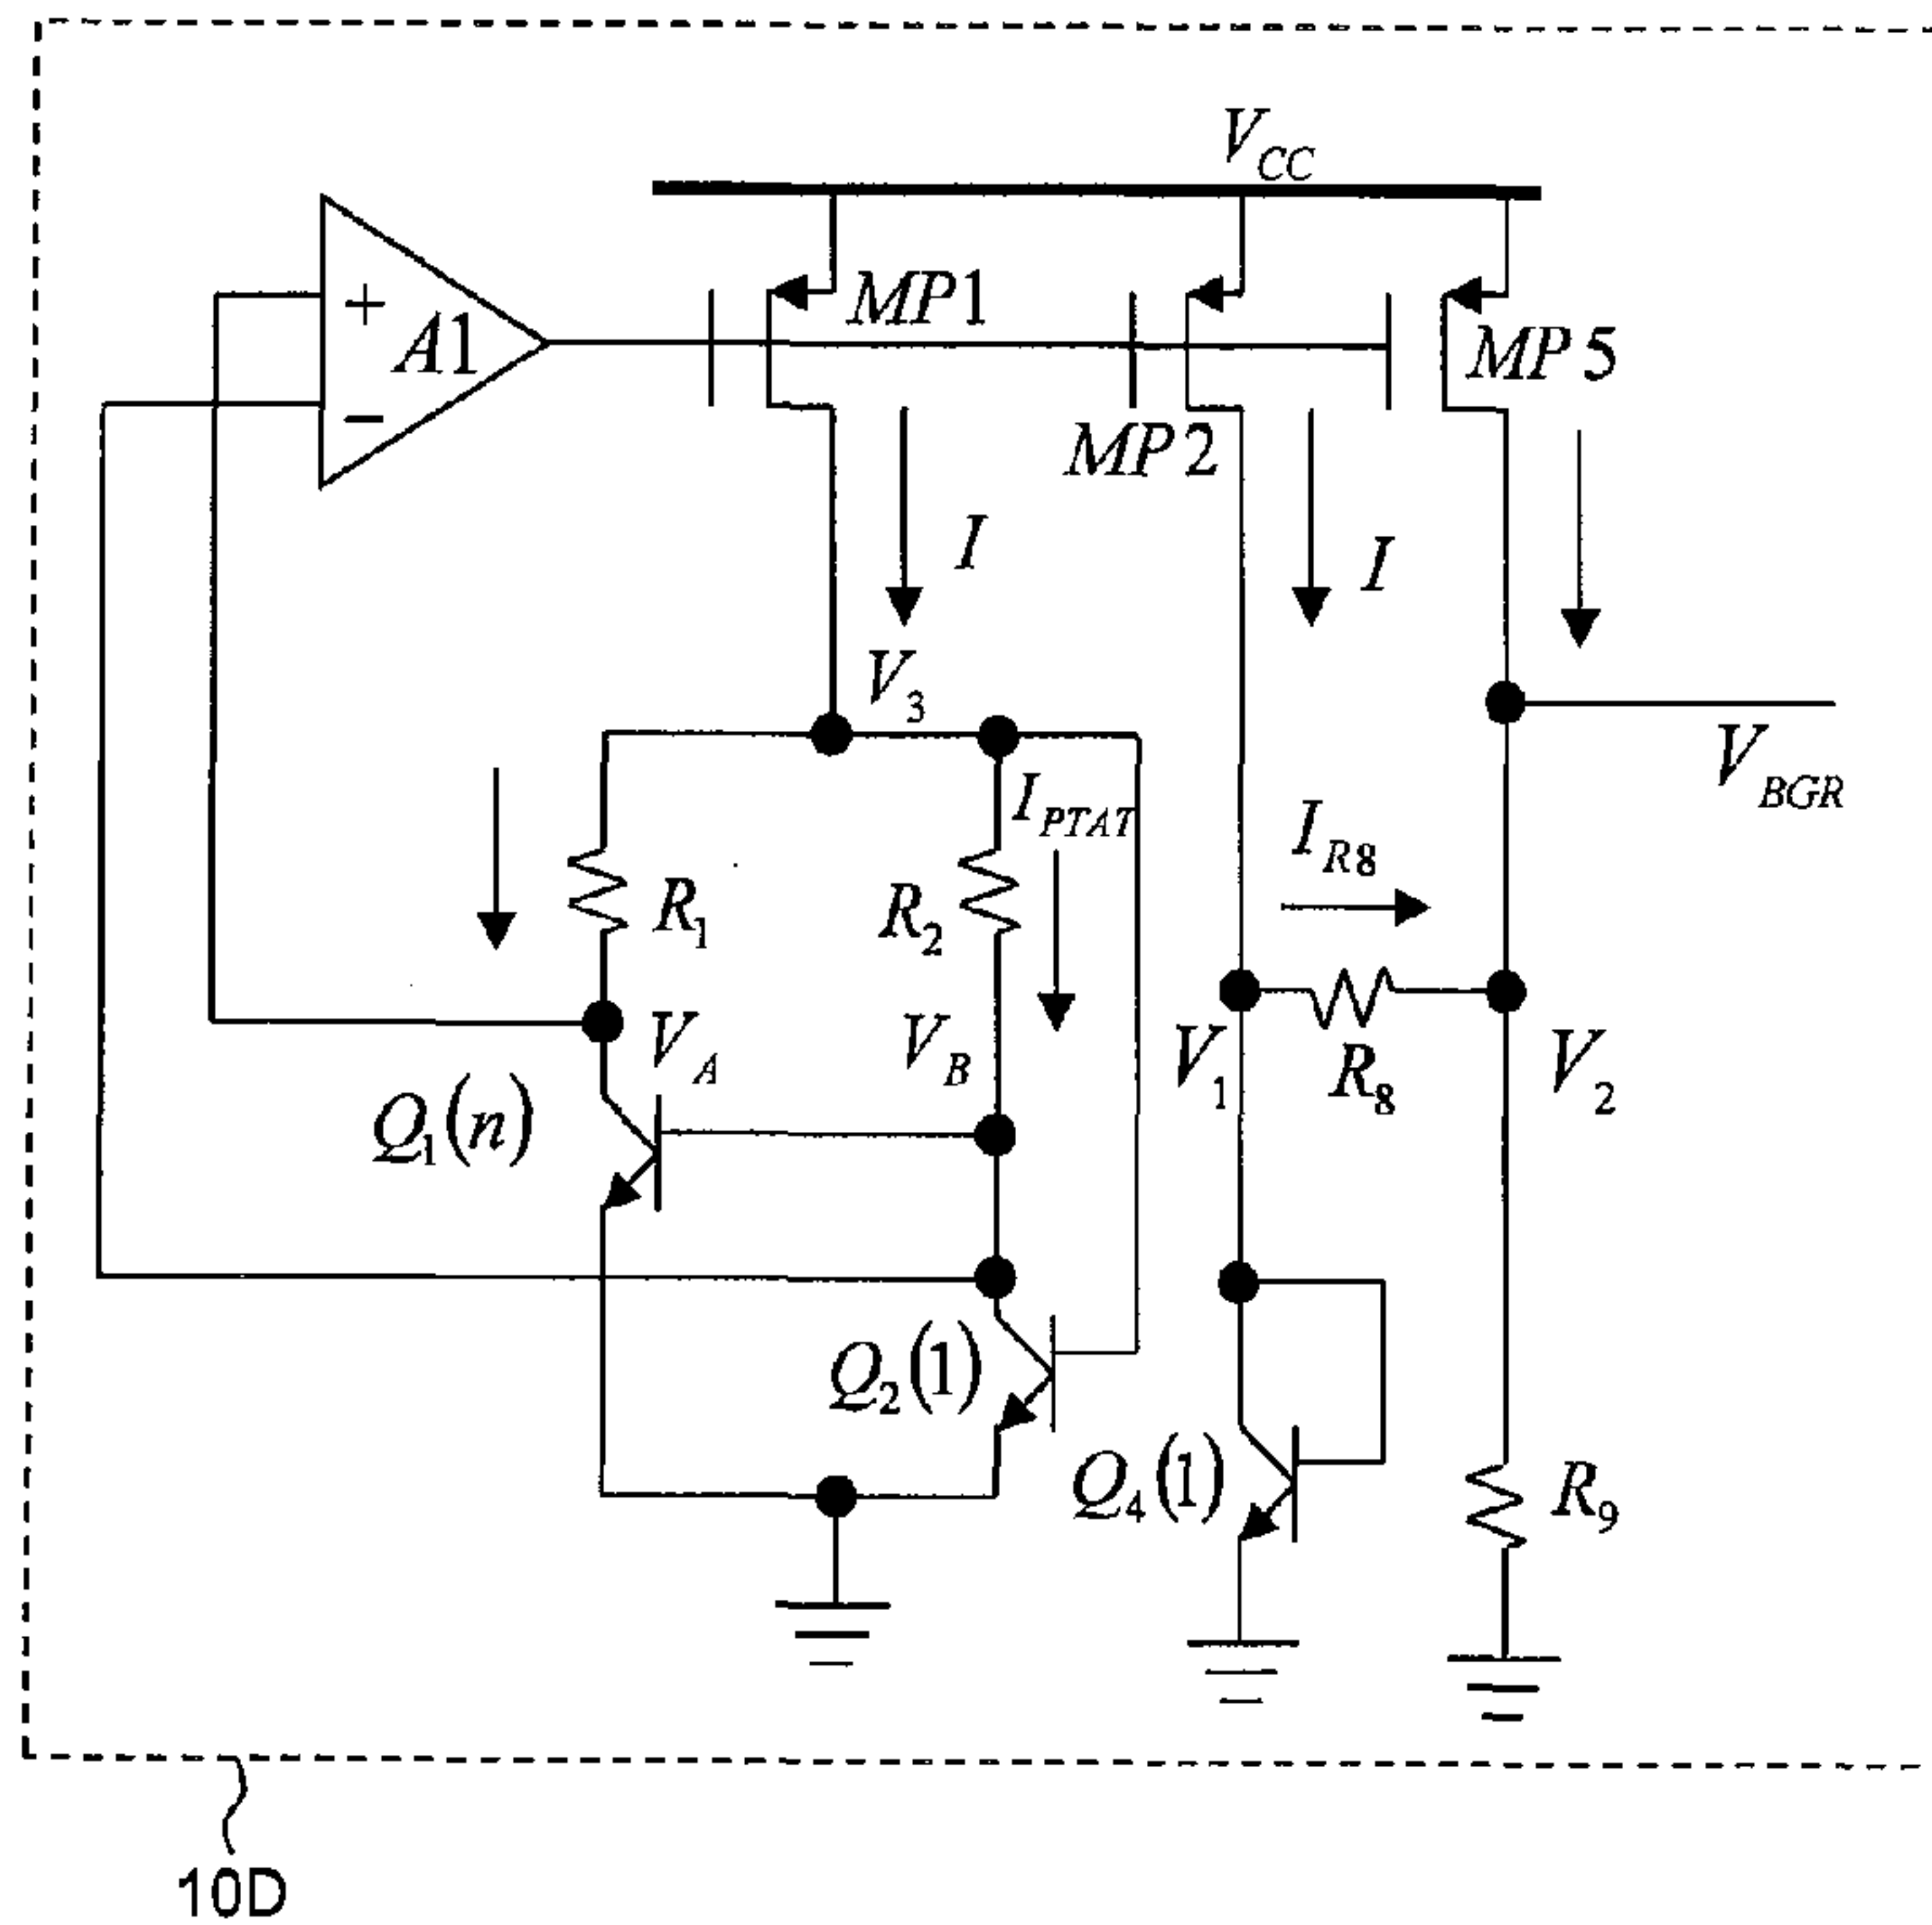 V_CC
+
A1
−
MP1
MP2
MP5
I
I
V_3
I_PTAT
V_BGR
I_R8
R_1
R_2
V_A
V_B
V_1
R_8
V_2
Q_1(n)
Q_2(1)
Q_4(1)
R_9
10D